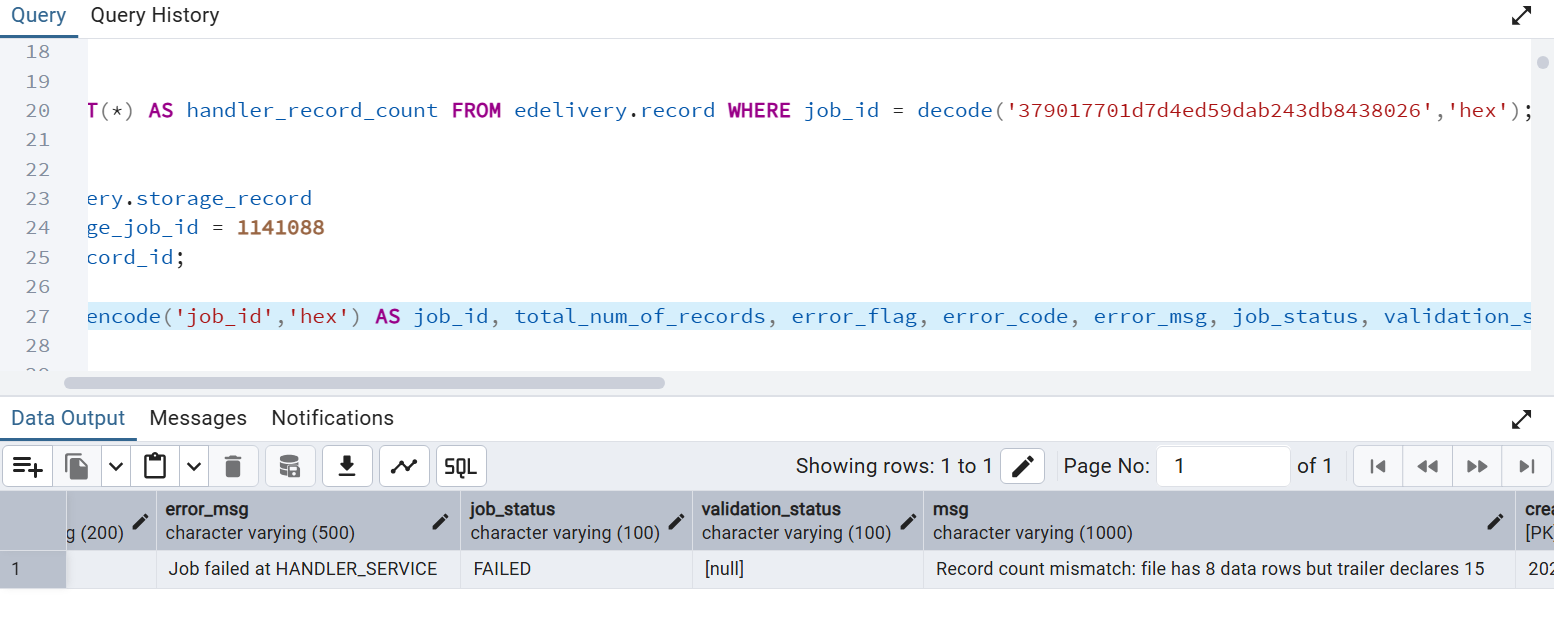 Query Query History
18
19
20 T(*) AS handler_record_count FROM edelivery.record WHERE job_id = decode('379017701d7d4ed59dab243db8438026','hex');
21
22
23 ery.storage_record
24 ge_job_id = 1141088
25 cord_id;
26
27 encode('job_id','hex') AS job_id, total_num_of_records, error_flag, error_code, error_msg, job_status, validation_s
28
Data Output Messages Notifications
SQL Showing rows: 1 to 1 Page No: 1 of 1
error_msg job_status validation_status msg crea
g (200) character varying (500) character varying (100) character varying (100) character varying (1000) [PK
1 Job failed at HANDLER_SERVICE FAILED [null] Record count mismatch: file has 8 data rows but trailer declares 15 202